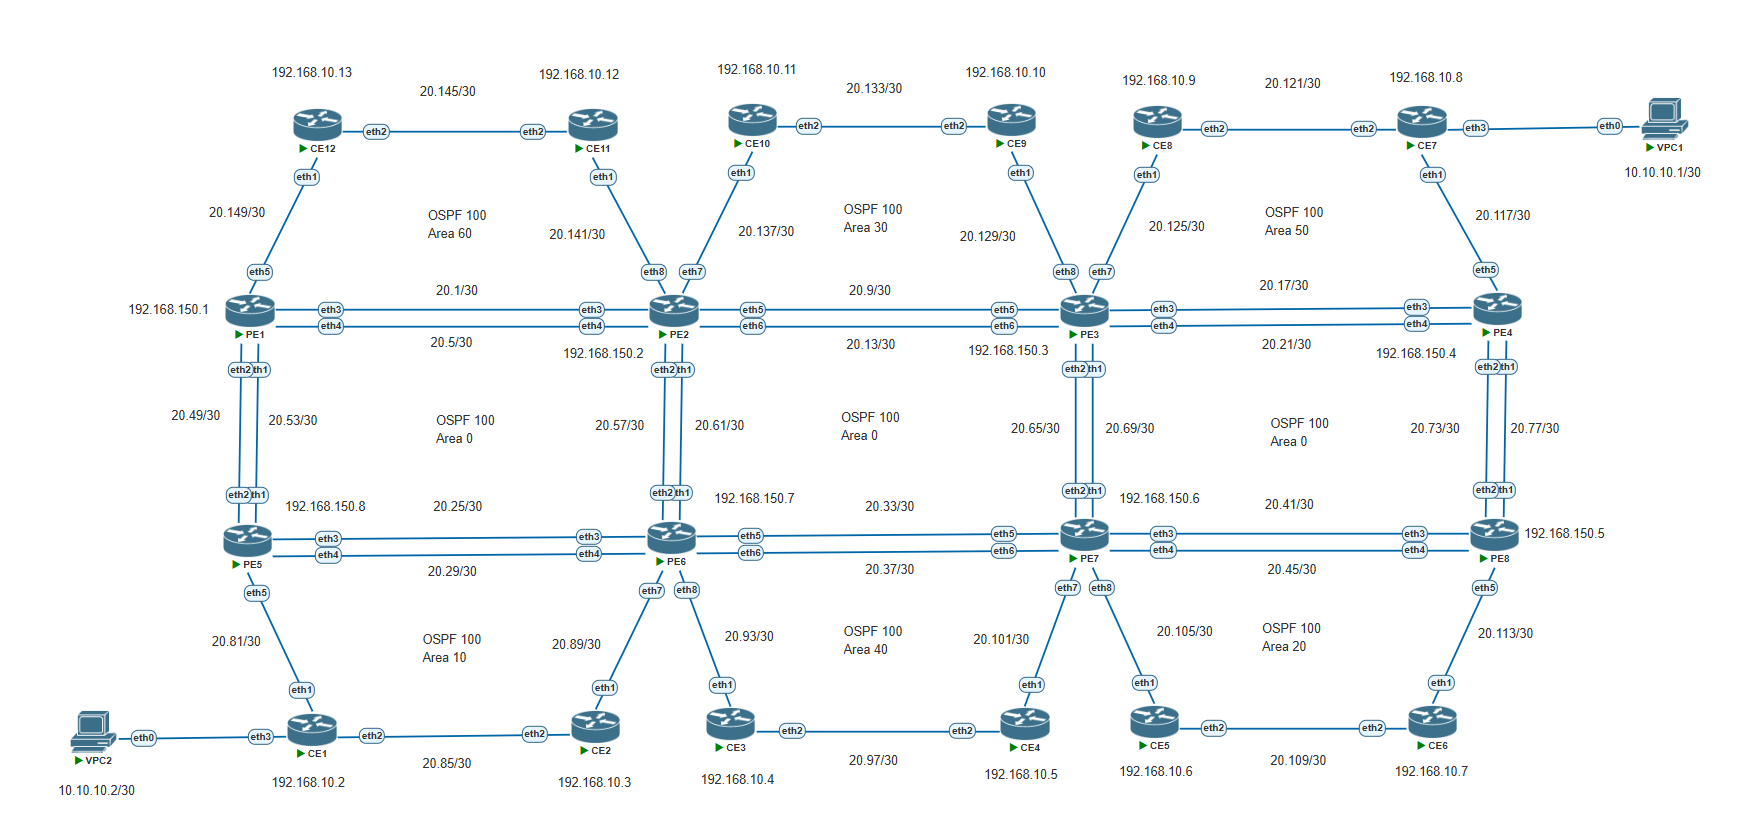 192.168.10.13
192.168.10.12
192.168.10.11
192.168.10.10
192.168.10.9
192.168.10.8
20.145/30
20.133/30
20.121/30
eth2
eth2
eth2
eth2
eth2
eth2
eth3
eth0
CE12
CE11
CE10
CE9
CE8
CE7
VPC1
10.10.10.1/30
eth1
eth1
eth1
eth1
eth1
eth1
20.149/30
OSPF 100
Area 60
20.141/30
20.137/30
OSPF 100
Area 30
20.129/30
20.125/30
OSPF 100
Area 50
20.117/30
eth5
eth8
eth7
eth8
eth7
eth5
192.168.150.1
20.1/30
20.9/30
20.17/30
eth3
eth3
eth5
eth5
eth3
eth3
eth4
eth4
eth6
eth6
eth4
eth4
PE1
PE2
PE3
PE4
20.5/30
192.168.150.2
20.13/30
192.168.150.3
20.21/30
192.168.150.4
eth2
th1
eth2
th1
eth2
th1
eth2
th1
20.49/30
20.53/30
OSPF 100
Area 0
20.57/30
20.61/30
OSPF 100
Area 0
20.65/30
20.69/30
OSPF 100
Area 0
20.73/30
20.77/30
eth2
th1
eth2
th1
eth2
th1
eth2
th1
192.168.150.8
20.25/30
192.168.150.7
20.33/30
192.168.150.6
20.41/30
192.168.150.5
eth3
eth3
eth5
eth5
eth3
eth3
eth4
eth4
eth6
eth6
eth4
eth4
PE5
PE6
PE7
PE8
20.29/30
20.37/30
20.45/30
eth5
eth7
eth8
eth7
eth8
eth5
20.81/30
OSPF 100
Area 10
20.89/30
20.93/30
OSPF 100
Area 40
20.101/30
20.105/30
OSPF 100
Area 20
20.113/30
eth1
eth1
eth1
eth1
eth1
eth1
eth0
eth3
eth2
eth2
eth2
eth2
eth2
eth2
VPC2
CE1
CE2
CE3
CE4
CE5
CE6
10.10.10.2/30
192.168.10.2
20.85/30
192.168.10.3
192.168.10.4
20.97/30
192.168.10.5
192.168.10.6
20.109/30
192.168.10.7